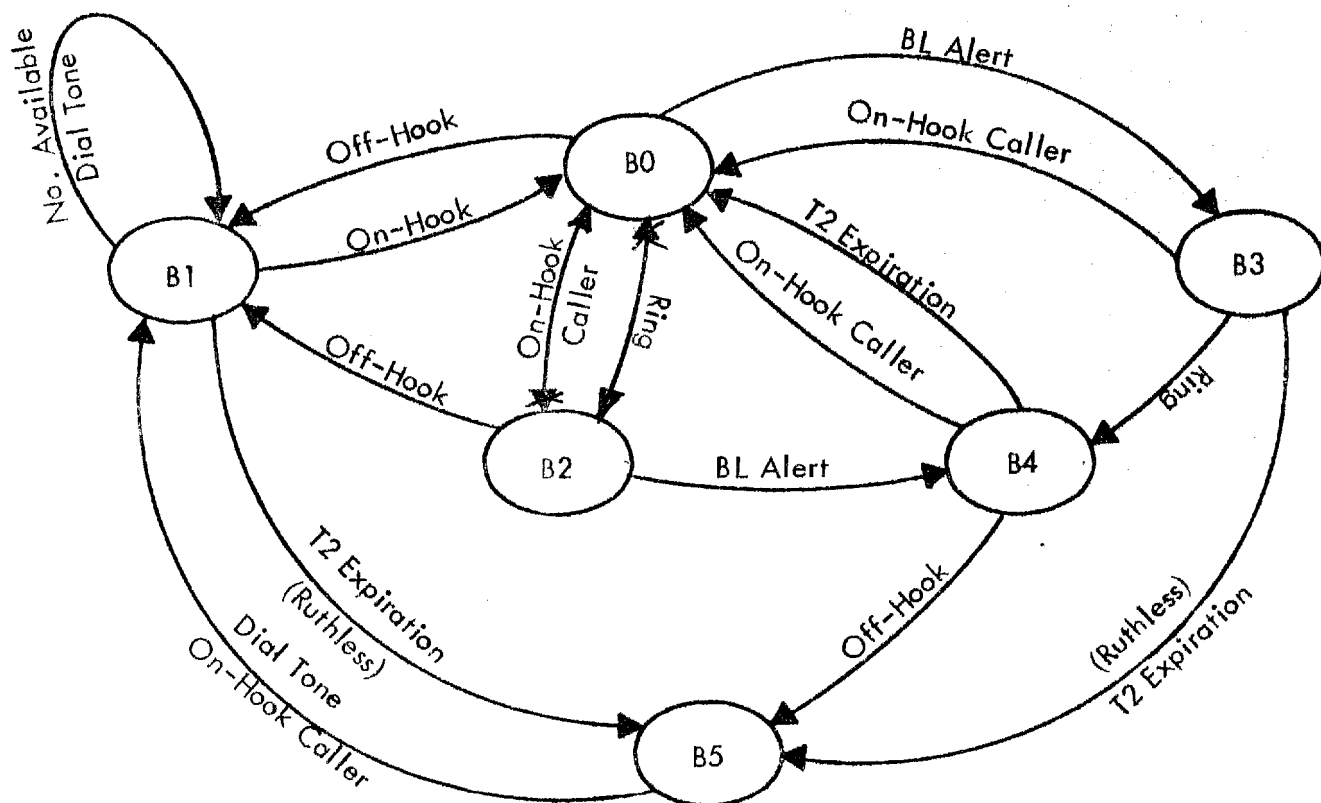 No. Available
Dial Tone
Off-Hook
On-Hook
B0
BL Alert
On-Hook Caller
B1
B3
T2 Expiration
On-Hook Caller
On-Hook
Caller
Ring
Ring
Off-Hook
B2
BL Alert
B4
T2 Expiration
(Ruthless)
Off-Hook
(Ruthless)
T2 Expiration
Dial Tone
On-Hook Caller
B5